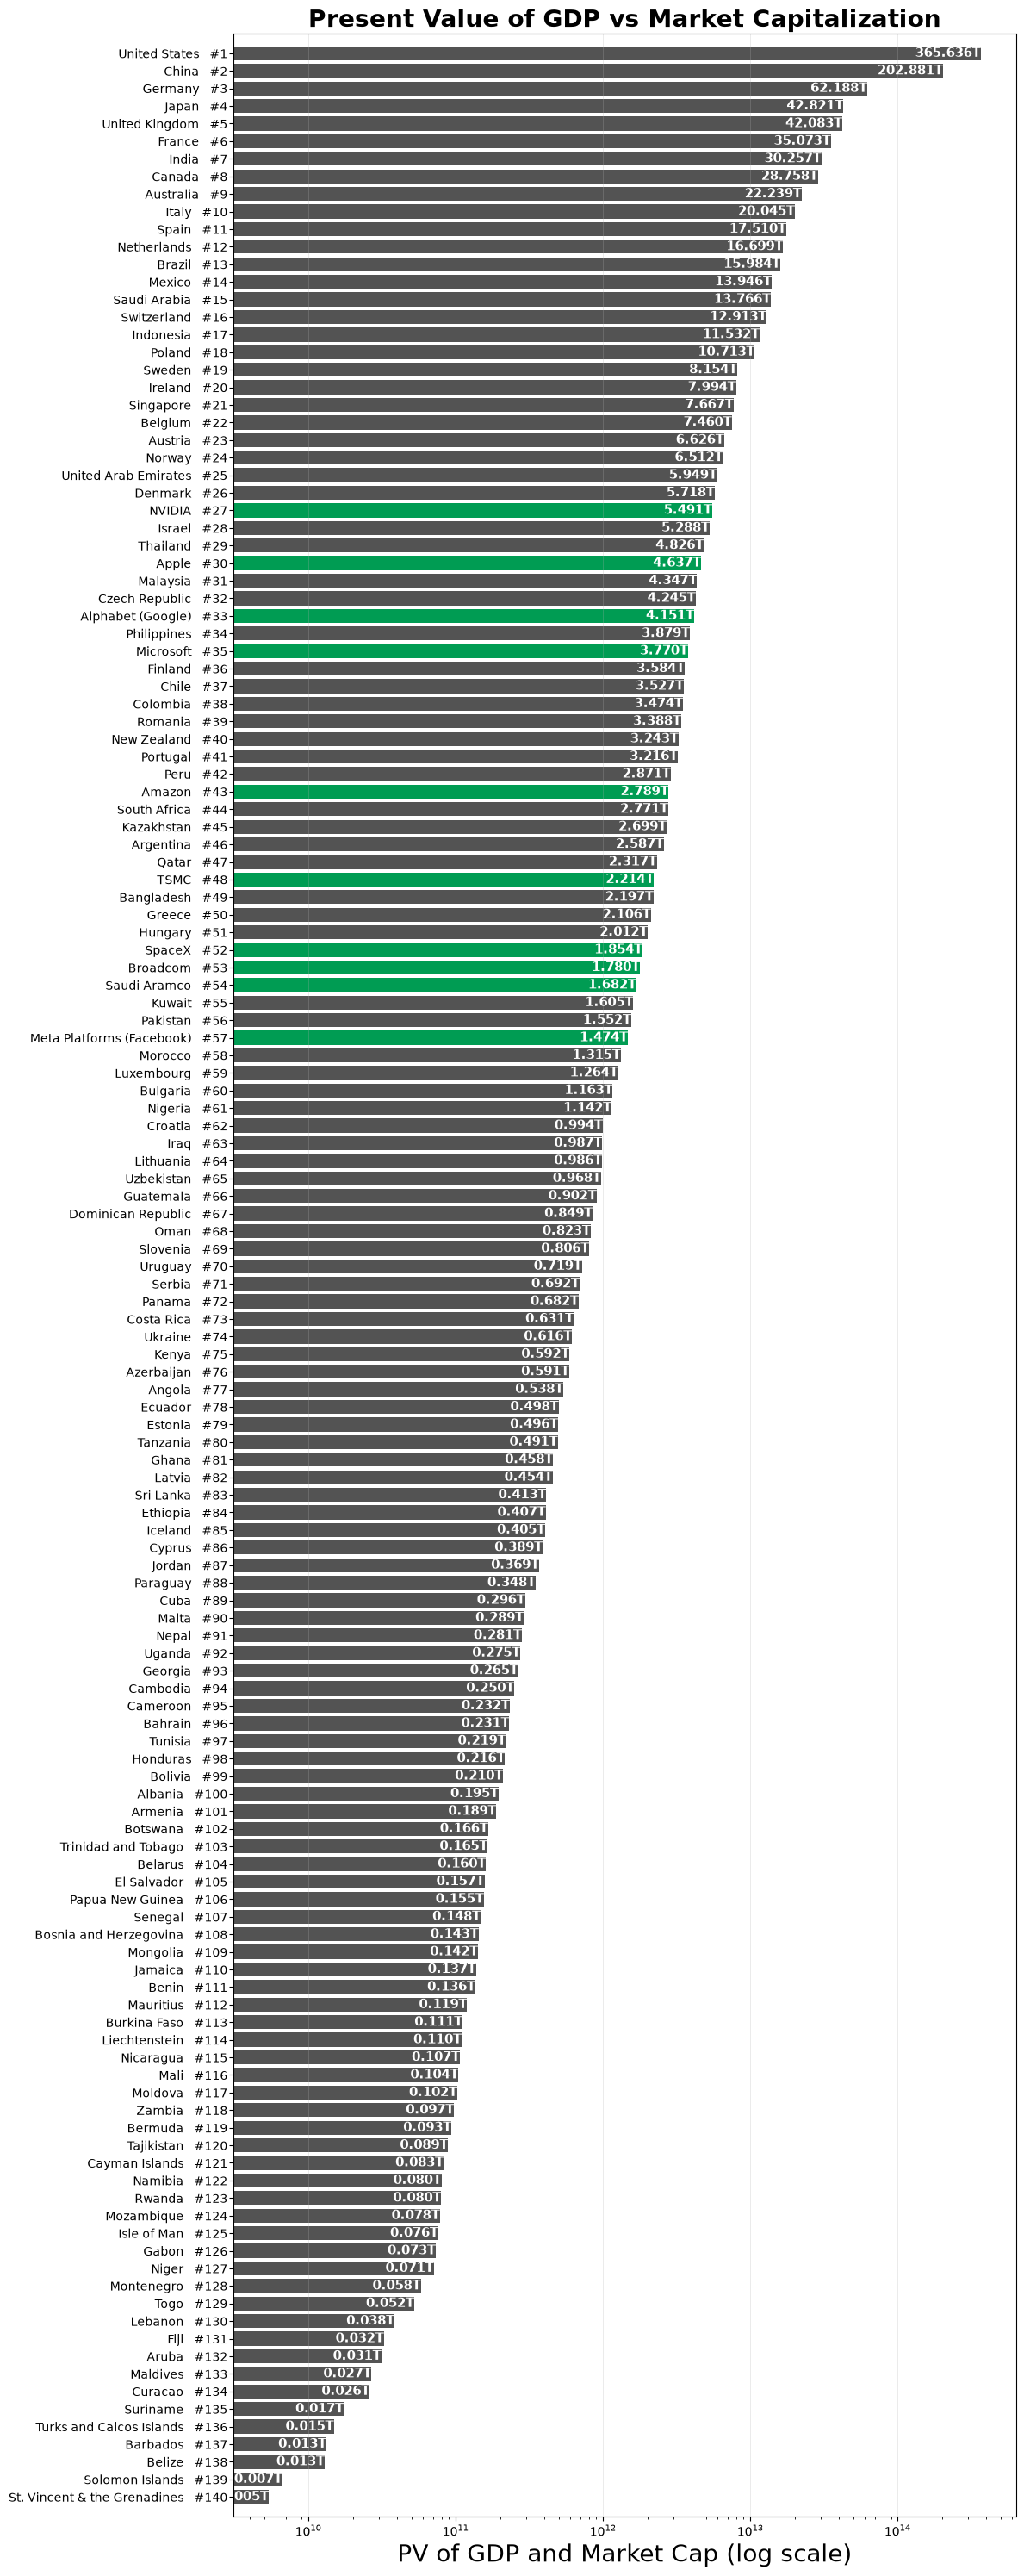 Present Value of GDP vs Market Capitalization
United States #1 365.636T
China #2 202.881T
Germany #3 62.188T
Japan #4 42.821T
United Kingdom #5 42.083T
France #6 35.073T
India #7 30.257T
Canada #8 28.758T
Australia #9 22.239T
Italy #10 20.045T
Spain #11 17.510T
Netherlands #12 16.699T
Brazil #13 15.984T
Mexico #14 13.946T
Saudi Arabia #15 13.766T
Switzerland #16 12.913T
Indonesia #17 11.532T
Poland #18 10.713T
Sweden #19 8.154T
Ireland #20 7.994T
Singapore #21 7.667T
Belgium #22 7.460T
Austria #23 6.626T
Norway #24 6.512T
United Arab Emirates #25 5.949T
Denmark #26 5.718T
NVIDIA #27 5.491T
Israel #28 5.288T
Thailand #29 4.826T
Apple #30 4.637T
Malaysia #31 4.347T
Czech Republic #32 4.245T
Alphabet (Google) #33 4.151T
Philippines #34 3.879T
Microsoft #35 3.770T
Finland #36 3.584T
Chile #37 3.527T
Colombia #38 3.474T
Romania #39 3.388T
New Zealand #40 3.243T
Portugal #41 3.216T
Peru #42 2.871T
Amazon #43 2.789T
South Africa #44 2.771T
Kazakhstan #45 2.699T
Argentina #46 2.587T
Qatar #47 2.317T
TSMC #48 2.214T
Bangladesh #49 2.197T
Greece #50 2.106T
Hungary #51 2.012T
SpaceX #52 1.854T
Broadcom #53 1.780T
Saudi Aramco #54 1.682T
Kuwait #55 1.605T
Pakistan #56 1.552T
Meta Platforms (Facebook) #57 1.474T
Morocco #58 1.315T
Luxembourg #59 1.264T
Bulgaria #60 1.163T
Nigeria #61 1.142T
Croatia #62 0.994T
Iraq #63 0.987T
Lithuania #64 0.986T
Uzbekistan #65 0.968T
Guatemala #66 0.902T
Dominican Republic #67 0.849T
Oman #68 0.823T
Slovenia #69 0.806T
Uruguay #70 0.719T
Serbia #71 0.692T
Panama #72 0.682T
Costa Rica #73 0.631T
Ukraine #74 0.616T
Kenya #75 0.592T
Azerbaijan #76 0.591T
Angola #77 0.538T
Ecuador #78 0.498T
Estonia #79 0.496T
Tanzania #80 0.491T
Ghana #81 0.458T
Latvia #82 0.454T
Sri Lanka #83 0.413T
Ethiopia #84 0.407T
Iceland #85 0.405T
Cyprus #86 0.389T
Jordan #87 0.369T
Paraguay #88 0.348T
Cuba #89 0.296T
Malta #90 0.289T
Nepal #91 0.281T
Uganda #92 0.275T
Georgia #93 0.265T
Cambodia #94 0.250T
Cameroon #95 0.232T
Bahrain #96 0.231T
Tunisia #97 0.219T
Honduras #98 0.216T
Bolivia #99 0.210T
Albania #100 0.195T
Armenia #101 0.189T
Botswana #102 0.166T
Trinidad and Tobago #103 0.165T
Belarus #104 0.160T
El Salvador #105 0.157T
Papua New Guinea #106 0.155T
Senegal #107 0.148T
Bosnia and Herzegovina #108 0.143T
Mongolia #109 0.142T
Jamaica #110 0.137T
Benin #111 0.136T
Mauritius #112 0.119T
Burkina Faso #113 0.111T
Liechtenstein #114 0.110T
Nicaragua #115 0.107T
Mali #116 0.104T
Moldova #117 0.102T
Zambia #118 0.097T
Bermuda #119 0.093T
Tajikistan #120 0.089T
Cayman Islands #121 0.083T
Namibia #122 0.080T
Rwanda #123 0.080T
Mozambique #124 0.078T
Isle of Man #125 0.076T
Gabon #126 0.073T
Niger #127 0.071T
Montenegro #128 0.058T
Togo #129 0.052T
Lebanon #130 0.038T
Fiji #131 0.032T
Aruba #132 0.031T
Maldives #133 0.027T
Curacao #134 0.026T
Suriname #135 0.017T
Turks and Caicos Islands #136 0.015T
Barbados #137 0.013T
Belize #138 0.013T
Solomon Islands #139 0.007T
St. Vincent & the Grenadines #140 005T
10^10 10^11 10^12 10^13 10^14
PV of GDP and Market Cap (log scale)